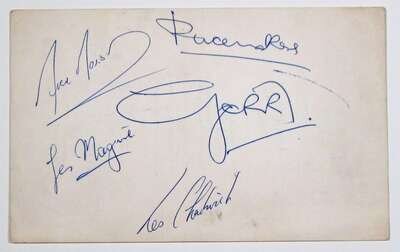 Pacemakers
GERRY.
Les Maguire
Les Chadwick